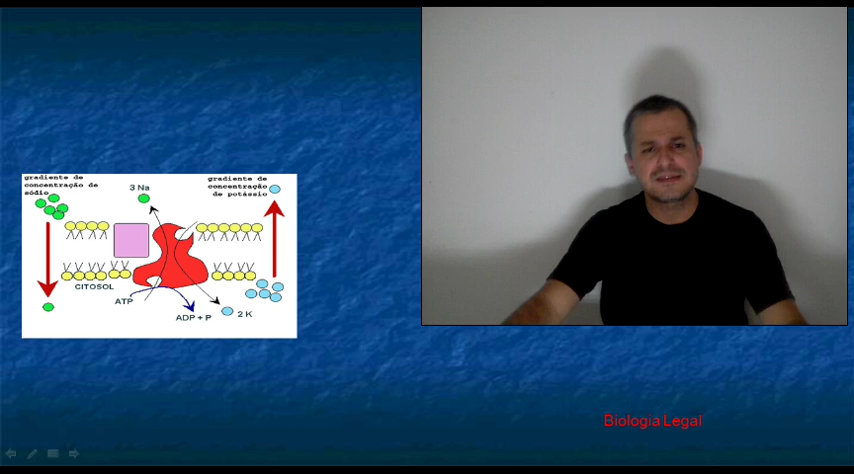 gradiente de
concentração de
sódio
3 Na
gradiente de
concentração
de potássio
CITOSOL
ATP
ADP + P
2 K
Biologia Legal